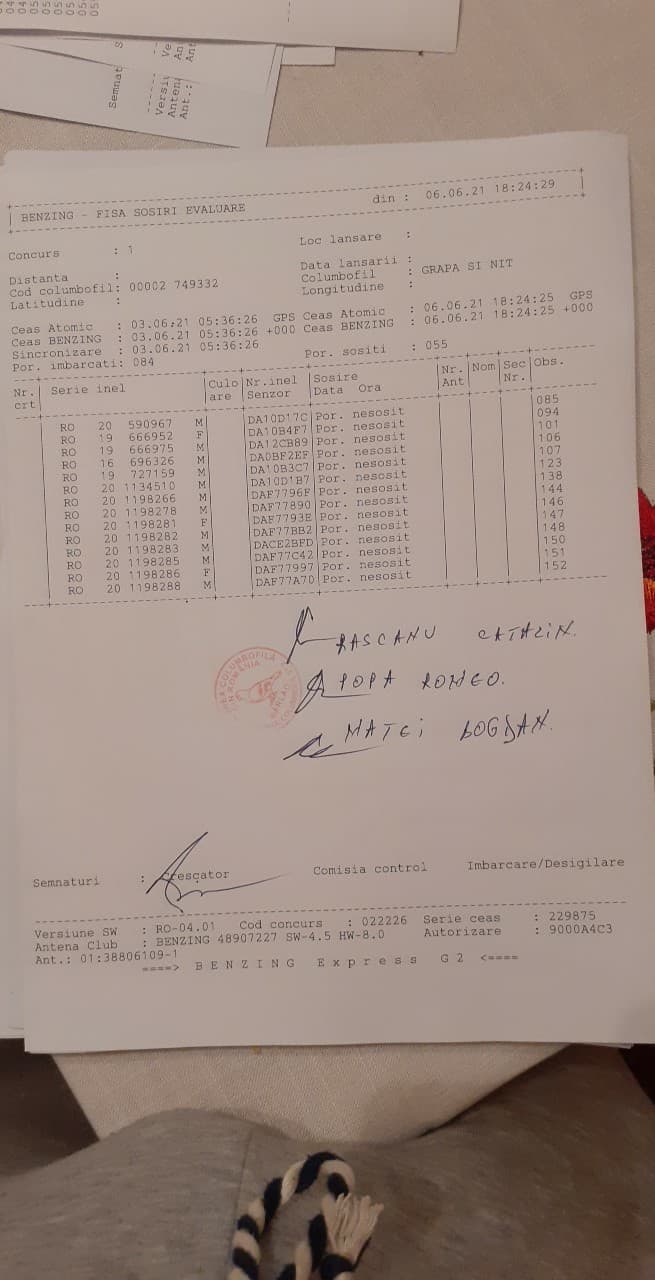 BENZING - FISA SOSIRI EVALUARE din : 06.06.21 18:24:29
Concurs : 1 Loc lansare :
Distanta : Data lansarii :
Cod columbofil: 00002 749332 Columbofil : GRAPA SI NIT
Latitudine : Longitudine :
Ceas Atomic : 03.06.21 05:36:26 GPS Ceas Atomic : 06.06.21 18:24:25 GPS
Ceas BENZING : 03.06.21 05:36:26 +000 Ceas BENZING : 06.06.21 18:24:25 +000
Sincronizare : 03.06.21 05:36:26
Por. imbarcati: 084 Por. sositi : 055
Nr. Serie inel Culo Nr.inel Sosire Nr. Nom Sec Obs.
crt are Senzor Data Ora Ant Nr.
RO 20 590967 M DA10D17C Por. nesosit 085
RO 19 666952 F DA10B4F7 Por. nesosit 094
RO 19 666975 M DA12CB89 Por. nesosit 101
RO 16 696326 M DA0BF2EF Por. nesosit 106
RO 19 727159 M DA10B3C7 Por. nesosit 107
RO 20 1134510 M DA10D1B7 Por. nesosit 123
RO 20 1198266 M DAF7796F Por. nesosit 138
RO 20 1198278 M DAF77890 Por. nesosit 144
RO 20 1198281 F DAF7793E Por. nesosit 146
RO 20 1198282 M DAF77BB2 Por. nesosit 147
RO 20 1198283 M DACE2BFD Por. nesosit 148
RO 20 1198285 M DAF77C42 Por. nesosit 150
RO 20 1198286 F DAF77997 Por. nesosit 151
RO 20 1198288 M DAF77A70 Por. nesosit 152
RASCANU CATALIN.
POPA ROMEO.
MATEI BOGDAN.
Semnaturi : Crescator Comisia control Imbarcare/Desigilare
Versiune SW : RO-04.01 Cod concurs : 022226 Serie ceas : 229875
Antena Club : BENZING 48907227 SW-4.5 HW-8.0 Autorizare : 9000A4C3
Ant.: 01:38806109-1
====> B E N Z I N G E x p r e s s G 2 <====